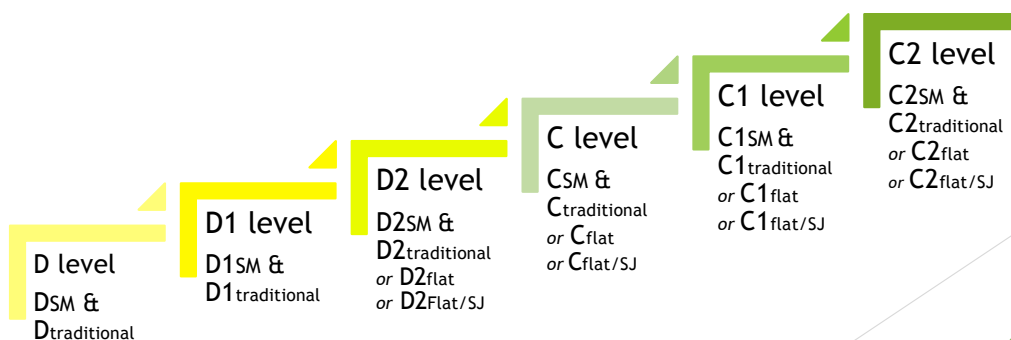 D level
DSM &
Dtraditional
D1 level
D1SM &
D1traditional
D2 level
D2SM &
D2traditional
or D2flat
or D2Flat/SJ
C level
CSM &
Ctraditional
or Cflat
or Cflat/SJ
C1 level
C1SM &
C1traditional
or C1flat
or C1flat/SJ
C2 level
C2SM &
C2traditional
or C2flat
or C2flat/SJ